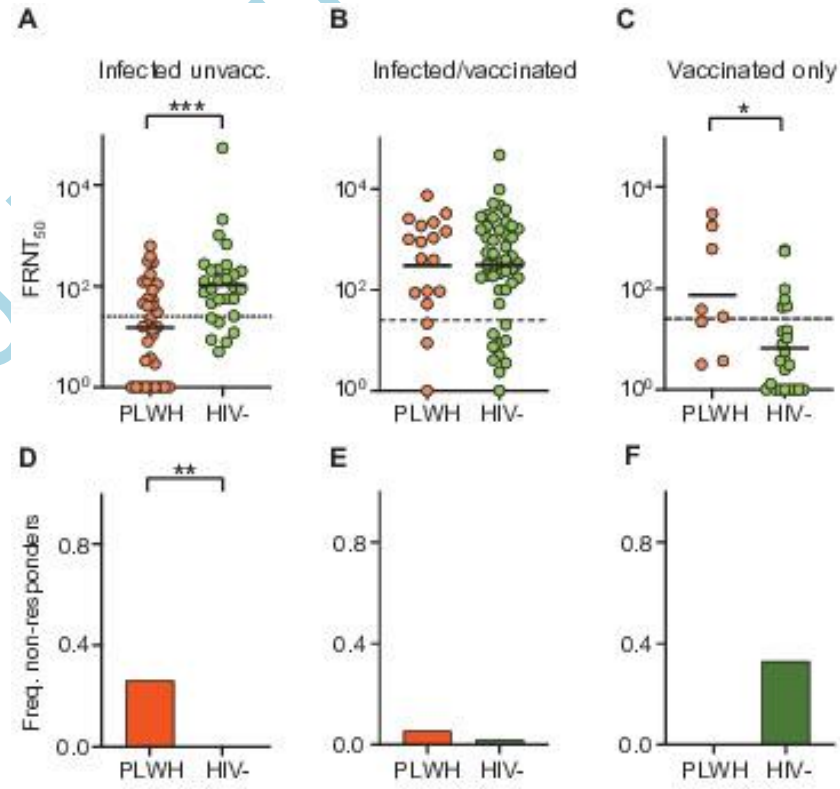 A
B
C
Infected unvacc.
Infected/vaccinated
Vaccinated only
***
*
FRNT50
10⁴
10²
10⁰
PLWH HIV-
10⁴
10²
10⁰
PLWH HIV-
10⁴
10²
10⁰
PLWH HIV-
D
E
F
**
Freq. non-responders
0.8
0.4
0.0
PLWH HIV-
0.8
0.4
0.0
PLWH HIV-
0.8
0.4
0.0
PLWH HIV-